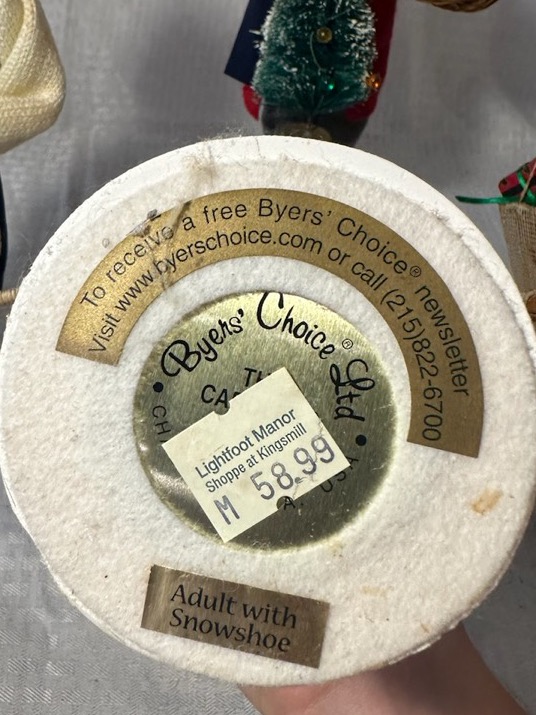 To receive a free Byers' Choice® newsletter
Visit www.byerschoice.com or call (215)822-6700
Byers' Choice® Ltd
Lightfoot Manor
Shoppe at Kingsmill
M 58.99
Adult with
Snowshoe